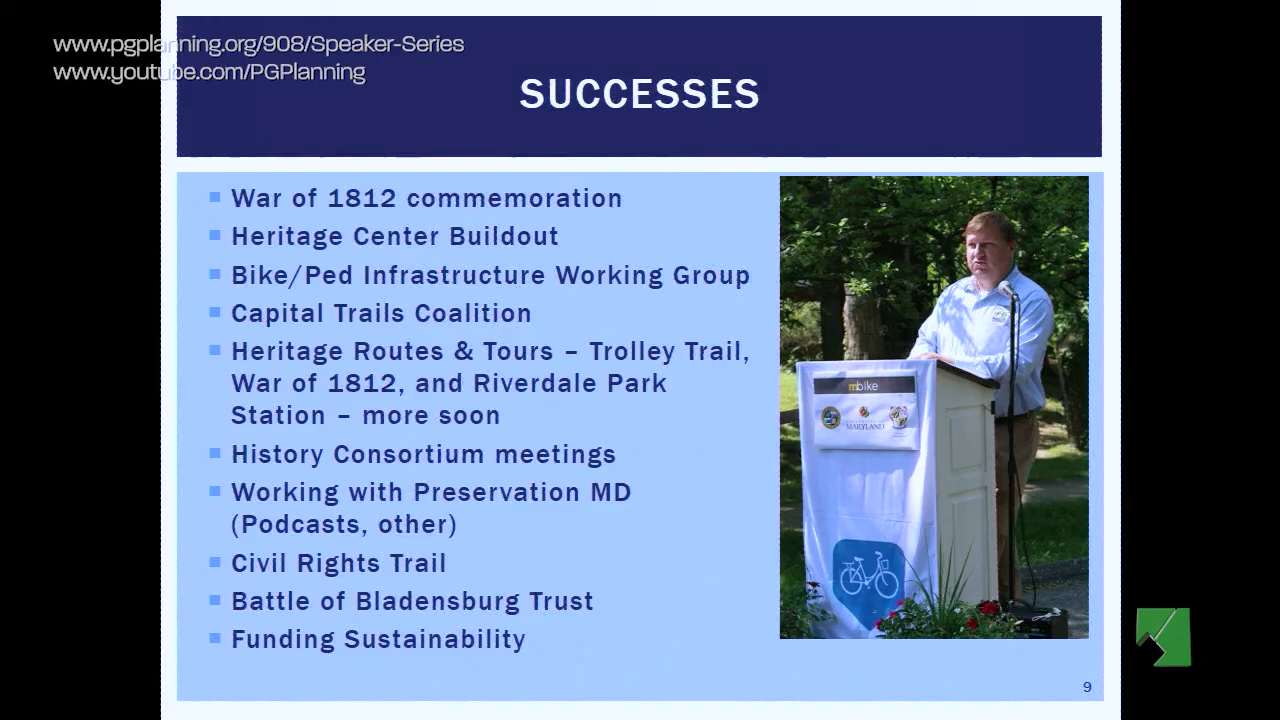 www.pgplanning.org/908/Speaker-Series
www.youtube.com/PGPlanning
SUCCESSES
War of 1812 commemoration
Heritage Center Buildout
Bike/Ped Infrastructure Working Group
Capital Trails Coalition
Heritage Routes & Tours – Trolley Trail,
War of 1812, and Riverdale Park
Station – more soon
History Consortium meetings
Working with Preservation MD
(Podcasts, other)
Civil Rights Trail
Battle of Bladensburg Trust
Funding Sustainability
mbike
MARYLAND
9